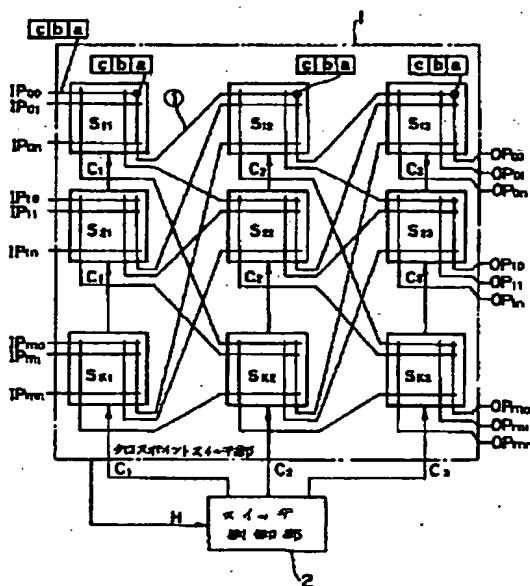 1
c b a
c b a
c b a
c b a
IP00
IP01
IP0n
S11
①
S12
S13
OP00
OP01
OP0n
C1
C2
C3
IP10
IP11
IP1n
S21
S22
S23
OP10
OP11
OP1n
C1
C2
C3
IPm0
IPm1
IPmn
SK1
SK2
SK3
OPm0
OPm1
OPmn
クロスポイントスイッチ部
C1
C2
C3
H
スイッチ
制御部
2